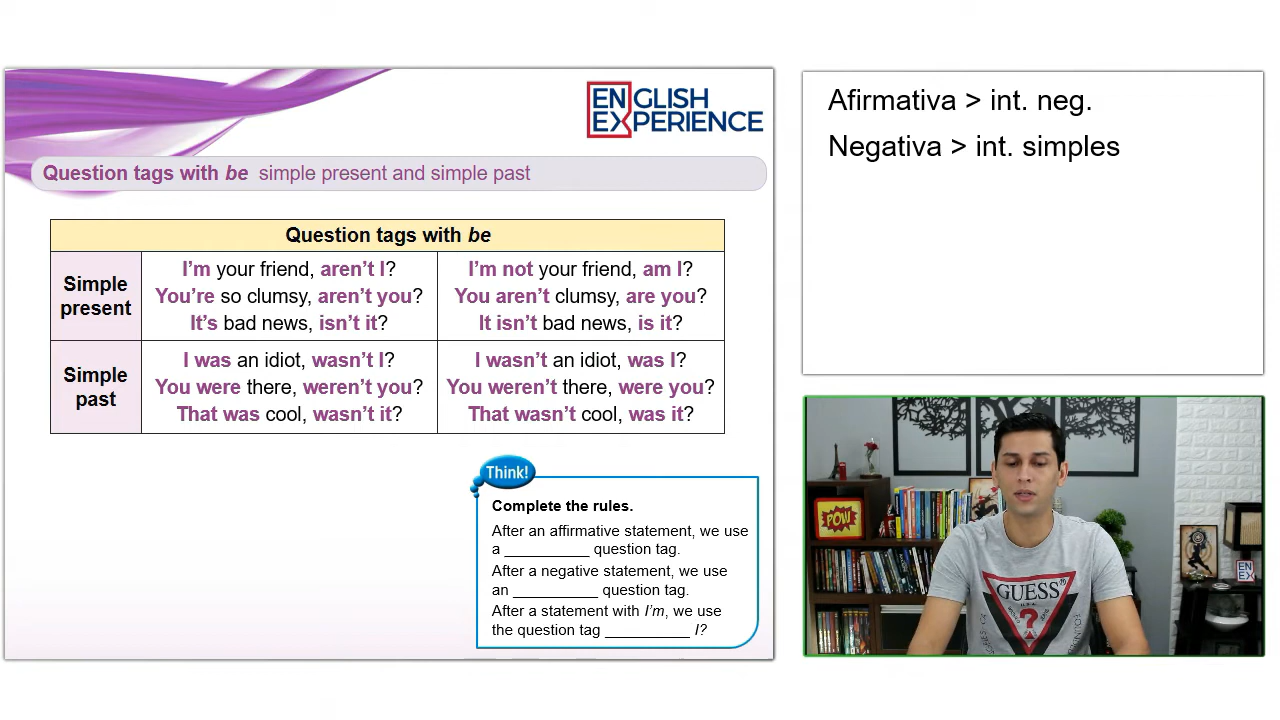 ENGLISH
EXPERIENCE
Question tags with be simple present and simple past
Question tags with be
Simple present
I'm your friend, aren't I?
You're so clumsy, aren't you?
It's bad news, isn't it?
I'm not your friend, am I?
You aren't clumsy, are you?
It isn't bad news, is it?
Simple past
I was an idiot, wasn't I?
You were there, weren't you?
That was cool, wasn't it?
I wasn't an idiot, was I?
You weren't there, were you?
That wasn't cool, was it?
Think!
Complete the rules.
After an affirmative statement, we use
a __________ question tag.
After a negative statement, we use
an __________ question tag.
After a statement with I'm, we use
the question tag __________ I?
Afirmativa > int. neg.
Negativa > int. simples
POW
GUESS
?
EN
EX